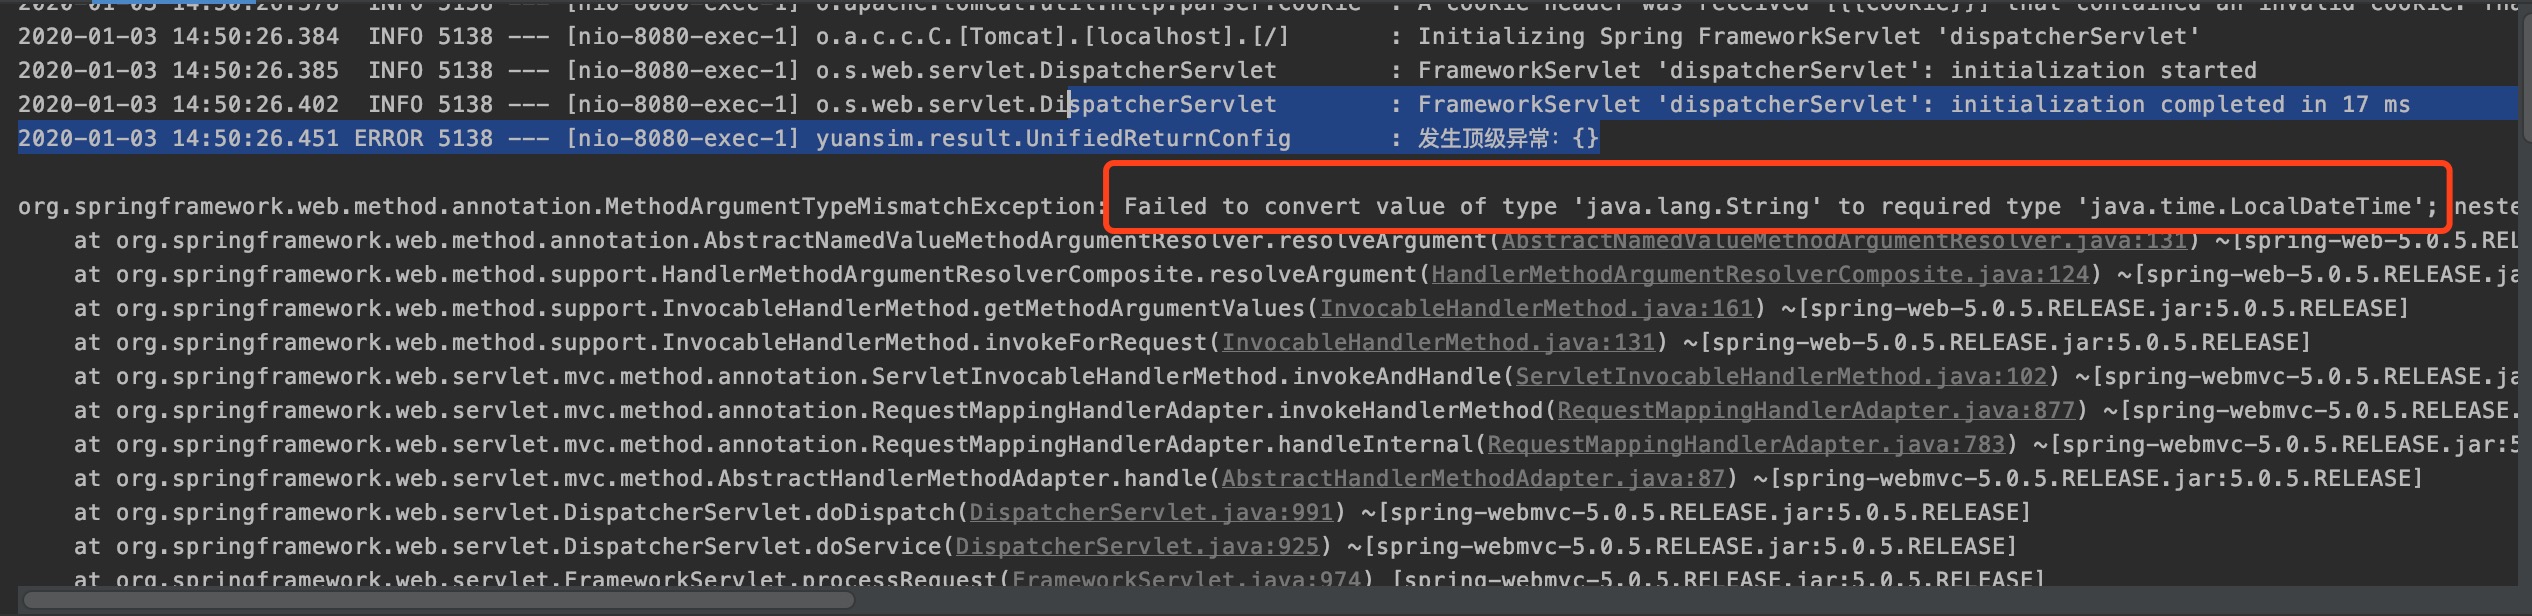 2020-01-03 14:50:26.378  INFO 5138 --- [nio-8080-exec-1] o.apache.tomcat.util.http.parser.Cookie  : A cookie header was received [{{Cookie}}] that contained an invalid cookie. Tha
2020-01-03 14:50:26.384  INFO 5138 --- [nio-8080-exec-1] o.a.c.c.C.[Tomcat].[localhost].[/]       : Initializing Spring FrameworkServlet 'dispatcherServlet'
2020-01-03 14:50:26.385  INFO 5138 --- [nio-8080-exec-1] o.s.web.servlet.DispatcherServlet        : FrameworkServlet 'dispatcherServlet': initialization started
2020-01-03 14:50:26.402  INFO 5138 --- [nio-8080-exec-1] o.s.web.servlet.DispatcherServlet        : FrameworkServlet 'dispatcherServlet': initialization completed in 17 ms
2020-01-03 14:50:26.451 ERROR 5138 --- [nio-8080-exec-1] yuansim.result.UnifiedReturnConfig       : 发生顶级异常：{}
org.springframework.web.method.annotation.MethodArgumentTypeMismatchException: Failed to convert value of type 'java.lang.String' to required type 'java.time.LocalDateTime'; neste
    at org.springframework.web.method.annotation.AbstractNamedValueMethodArgumentResolver.resolveArgument(AbstractNamedValueMethodArgumentResolver.java:131) ~[spring-web-5.0.5.REL
    at org.springframework.web.method.support.HandlerMethodArgumentResolverComposite.resolveArgument(HandlerMethodArgumentResolverComposite.java:124) ~[spring-web-5.0.5.RELEASE.ja
    at org.springframework.web.method.support.InvocableHandlerMethod.getMethodArgumentValues(InvocableHandlerMethod.java:161) ~[spring-web-5.0.5.RELEASE.jar:5.0.5.RELEASE]
    at org.springframework.web.method.support.InvocableHandlerMethod.invokeForRequest(InvocableHandlerMethod.java:131) ~[spring-web-5.0.5.RELEASE.jar:5.0.5.RELEASE]
    at org.springframework.web.servlet.mvc.method.annotation.ServletInvocableHandlerMethod.invokeAndHandle(ServletInvocableHandlerMethod.java:102) ~[spring-webmvc-5.0.5.RELEASE.ja
    at org.springframework.web.servlet.mvc.method.annotation.RequestMappingHandlerAdapter.invokeHandlerMethod(RequestMappingHandlerAdapter.java:877) ~[spring-webmvc-5.0.5.RELEASE.
    at org.springframework.web.servlet.mvc.method.annotation.RequestMappingHandlerAdapter.handleInternal(RequestMappingHandlerAdapter.java:783) ~[spring-webmvc-5.0.5.RELEASE.jar:5
    at org.springframework.web.servlet.mvc.method.AbstractHandlerMethodAdapter.handle(AbstractHandlerMethodAdapter.java:87) ~[spring-webmvc-5.0.5.RELEASE.jar:5.0.5.RELEASE]
    at org.springframework.web.servlet.DispatcherServlet.doDispatch(DispatcherServlet.java:991) ~[spring-webmvc-5.0.5.RELEASE.jar:5.0.5.RELEASE]
    at org.springframework.web.servlet.DispatcherServlet.doService(DispatcherServlet.java:925) ~[spring-webmvc-5.0.5.RELEASE.jar:5.0.5.RELEASE]
    at org.springframework.web.servlet.FrameworkServlet.processRequest(FrameworkServlet.java:974) [spring-webmvc-5.0.5.RELEASE.jar:5.0.5.RELEASE]